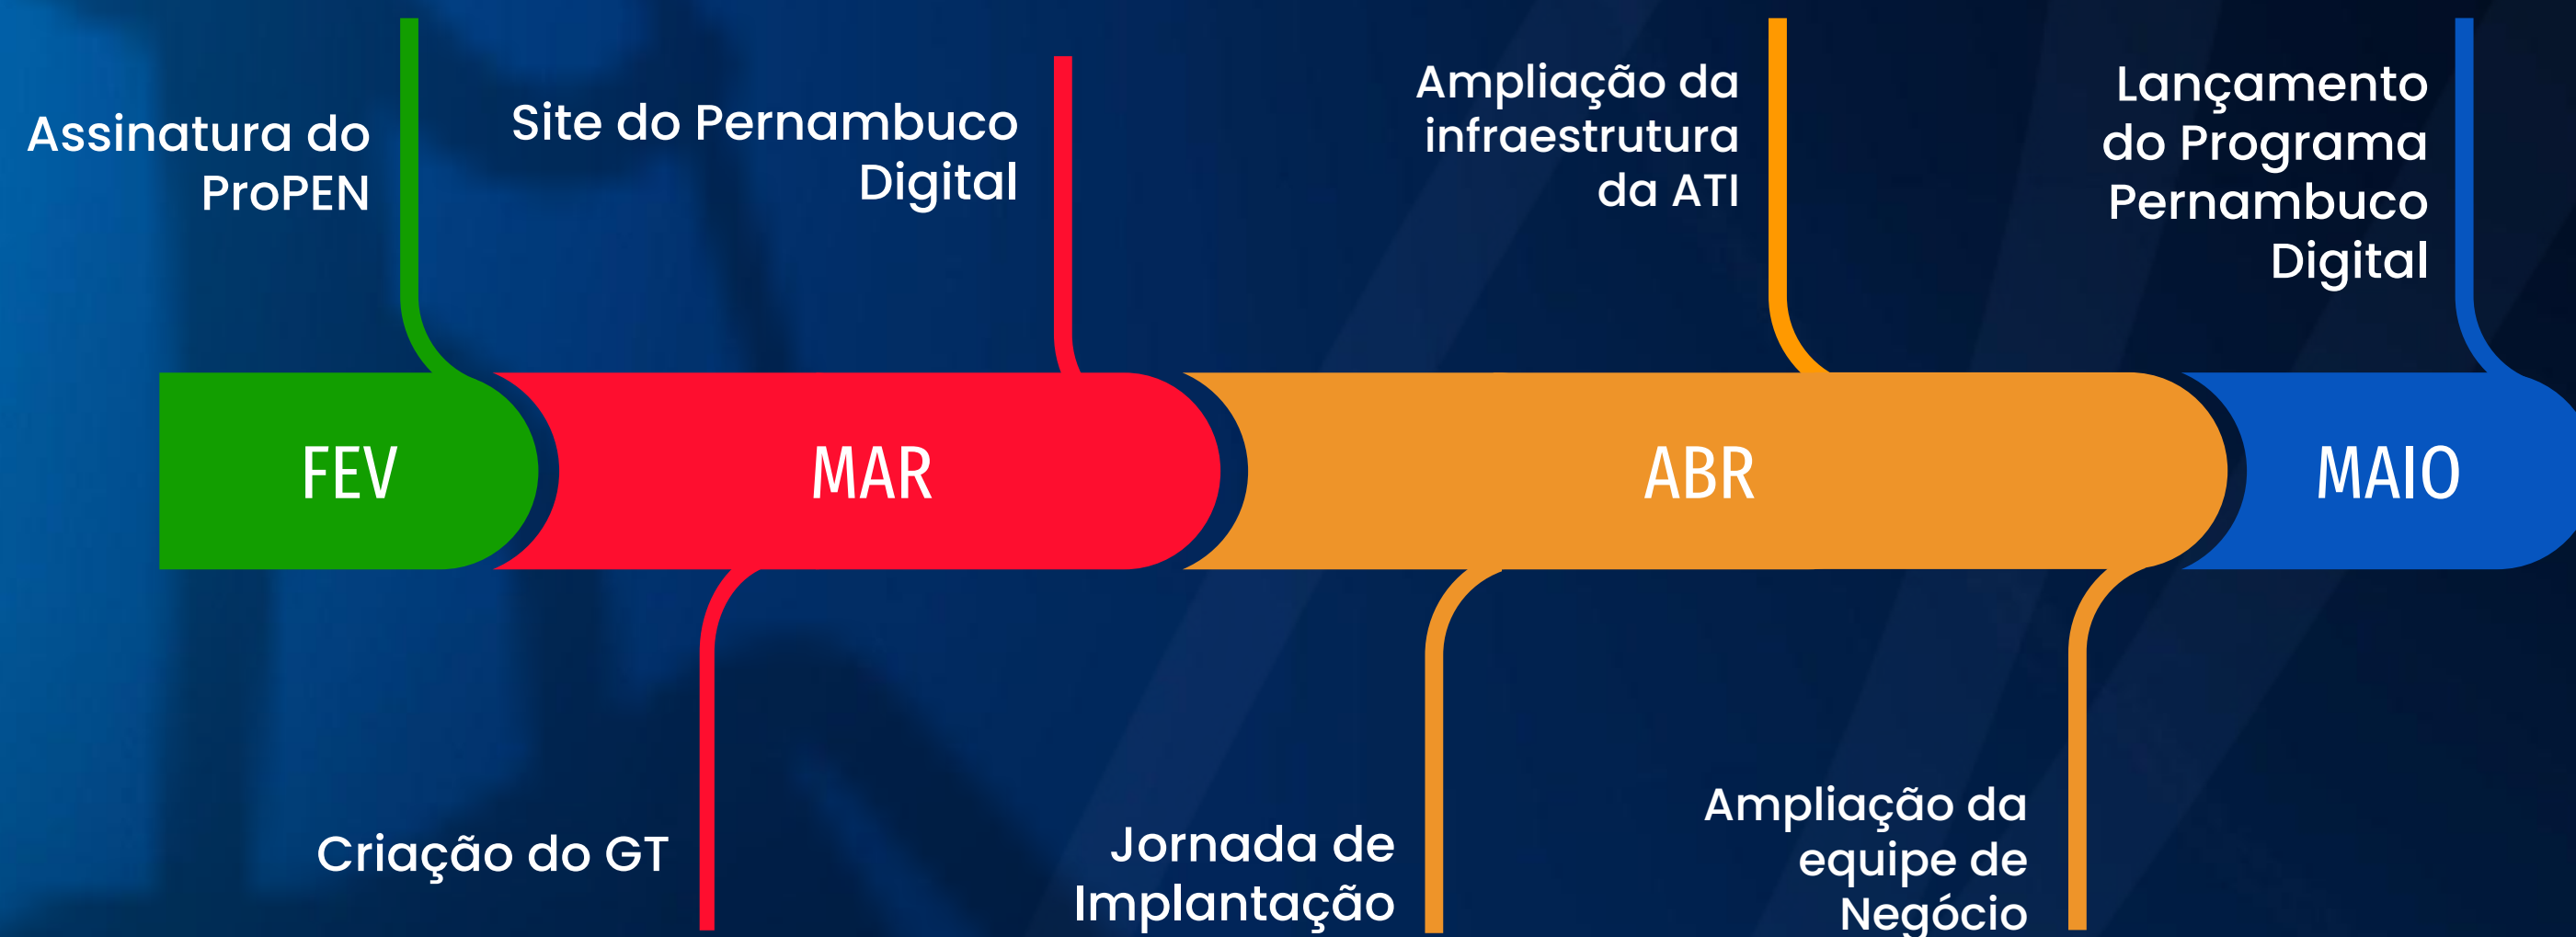 Assinatura do
ProPEN
Site do Pernambuco
Digital
Ampliação da
infraestrutura
da ATI
Lançamento
do Programa
Pernambuco
Digital
FEV
MAR
ABR
MAIO
Criação do GT
Jornada de
Implantação
Ampliação da
equipe de
Negócio